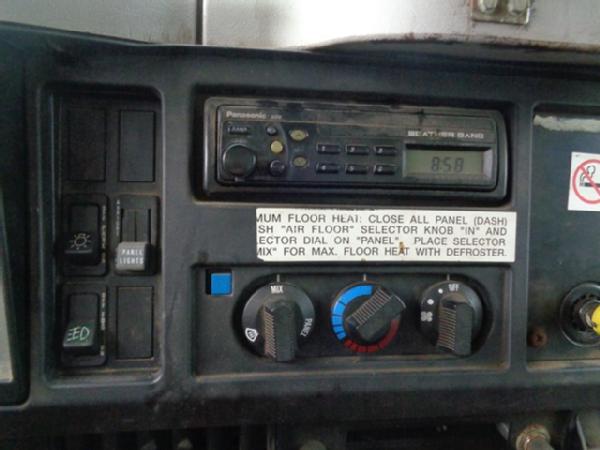 Panasonic
WEATHER BAND
8:58
MUM FLOOR HEAT: CLOSE ALL PANEL (DASH)
SH "AIR FLOOR" SELECTOR KNOB "IN" AND
LECTOR DIAL ON "PANEL". PLACE SELECTOR
MIX" FOR MAX. FLOOR HEAT WITH DEFROSTER.
PANEL
LIGHTS
MIX
PANEL
OFF